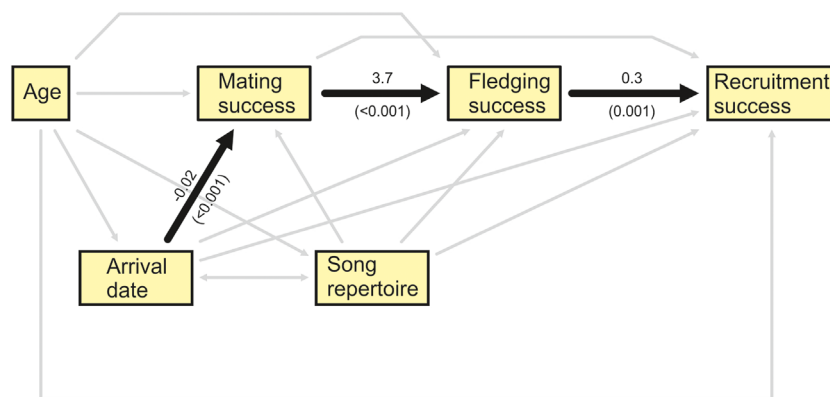 Age
Mating
success
3.7
(<0.001)
Fledging
success
0.3
(0.001)
Recruitment
success
-0.02
(<0.001)
Arrival
date
Song
repertoire